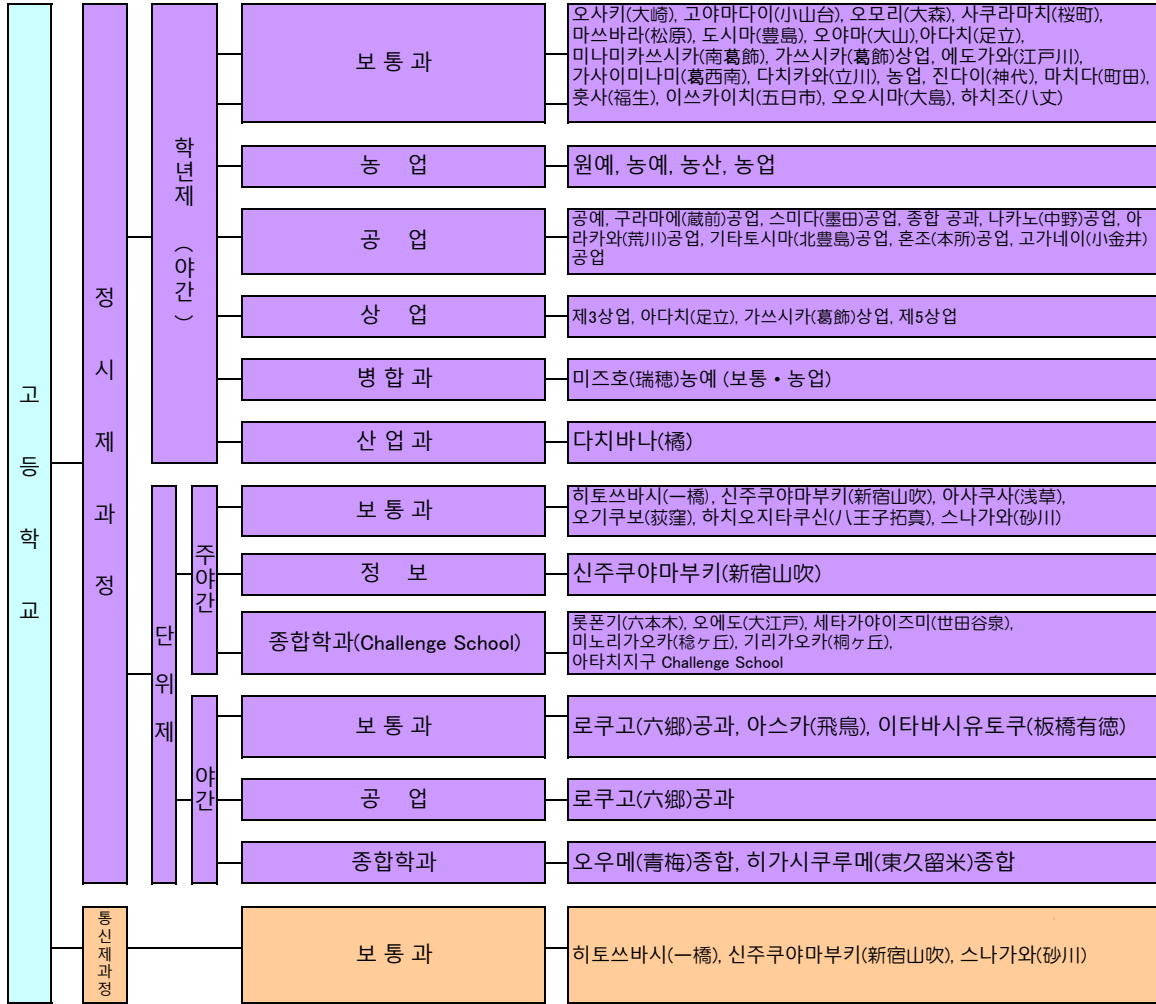 고등학교
정시제과정
학년제 (야간)
보 통 과
오사키(大崎), 고야마다이(小山台), 오모리(大森), 사쿠라마치(桜町),
마쓰바라(松原), 도시마(豊島), 오야마(大山),아다치(足立),
미나미카쓰시카(南葛飾), 가쓰시카(葛飾)상업, 에도가와(江戸川),
가사이미나미(葛西南), 다치카와(立川), 농업, 진다이(神代), 마치다(町田),
훗사(福生), 이쓰카이치(五日市), 오오시마(大島), 하치조(八丈)
농 업
원예, 농예, 농산, 농업
공 업
공예, 구라마에(蔵前)공업, 스미다(墨田)공업, 종합 공과, 나카노(中野)공업, 아
라카와(荒川)공업, 기타토시마(北豊島)공업, 혼조(本所)공업, 고가네이(小金井)
공업
상 업
제3상업, 아다치(足立), 가쓰시카(葛飾)상업, 제5상업
병 합 과
미즈호(瑞穂)농예 (보통・농업)
산 업 과
다치바나(橘)
단위제
주야간
보 통 과
히토쓰바시(一橋), 신주쿠야마부키(新宿山吹), 아사쿠사(浅草),
오기쿠보(荻窪), 하치오지타쿠신(八王子拓真), 스나가와(砂川)
정 보
신주쿠야마부키(新宿山吹)
종합학과(Challenge School)
롯폰기(六本木), 오에도(大江戸), 세타가야이즈미(世田谷泉),
미노리가오카(稔ヶ丘), 기리가오카(桐ヶ丘),
아타치지구 Challenge School
야간
보 통 과
로쿠고(六郷)공과, 아스카(飛鳥), 이타바시유토쿠(板橋有徳)
공 업
로쿠고(六郷)공과
종합학과
오우메(青梅)종합, 히가시쿠루메(東久留米)종합
통신제과정
보 통 과
히토쓰바시(一橋), 신주쿠야마부키(新宿山吹), 스나가와(砂川)